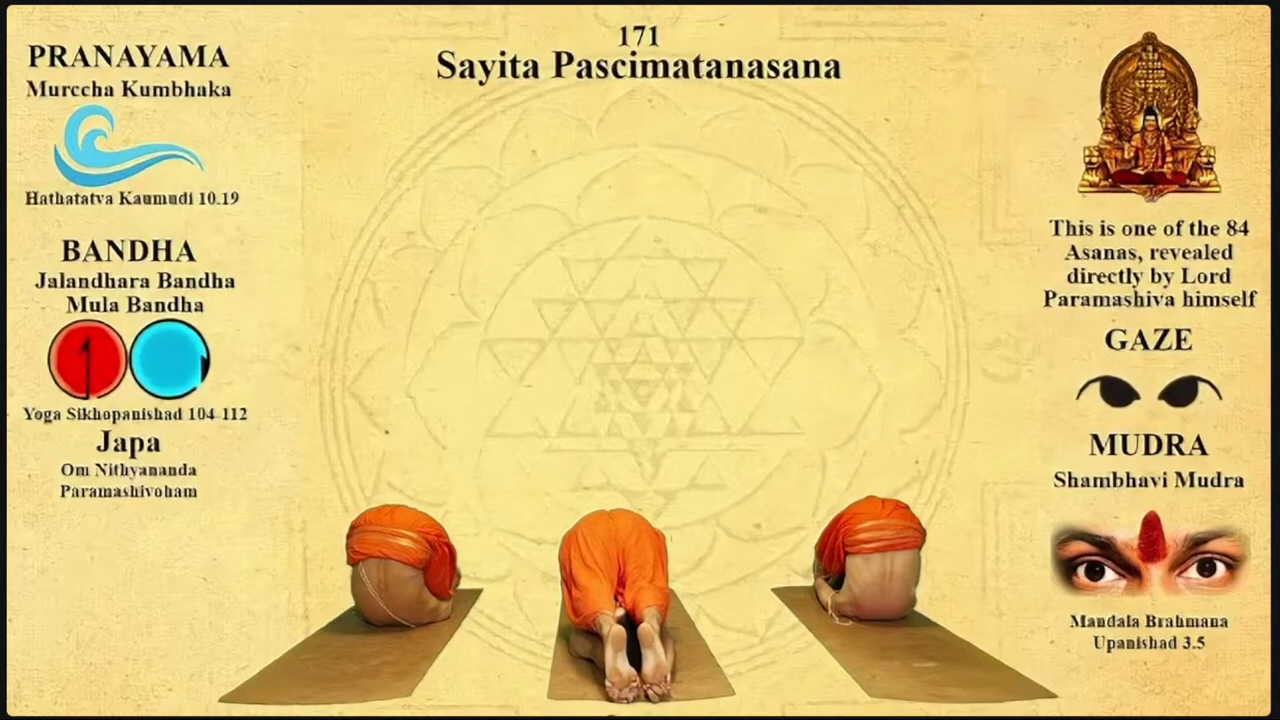 171
Sayita Pascimatanasana
PRANAYAMA
Murccha Kumbhaka
Hathatatva Kaumudi 10.19
BANDHA
Jalandhara Bandha
Mula Bandha
Yoga Sikhopanishad 104-112
Japa
Om Nithyananda
Paramashivoham
This is one of the 84
Asanas, revealed
directly by Lord
Paramashiva himself
GAZE
MUDRA
Shambhavi Mudra
Mandala Brahmana
Upanishad 3.5